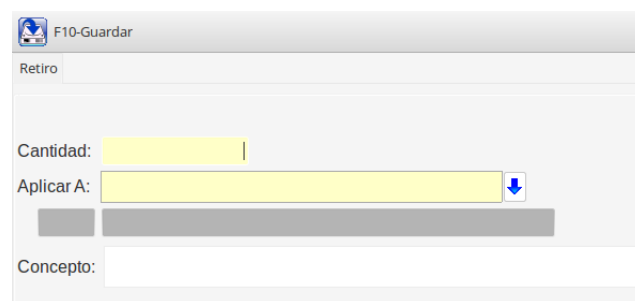 F10-Guardar
Retiro
Cantidad:
Aplicar A:
Concepto: